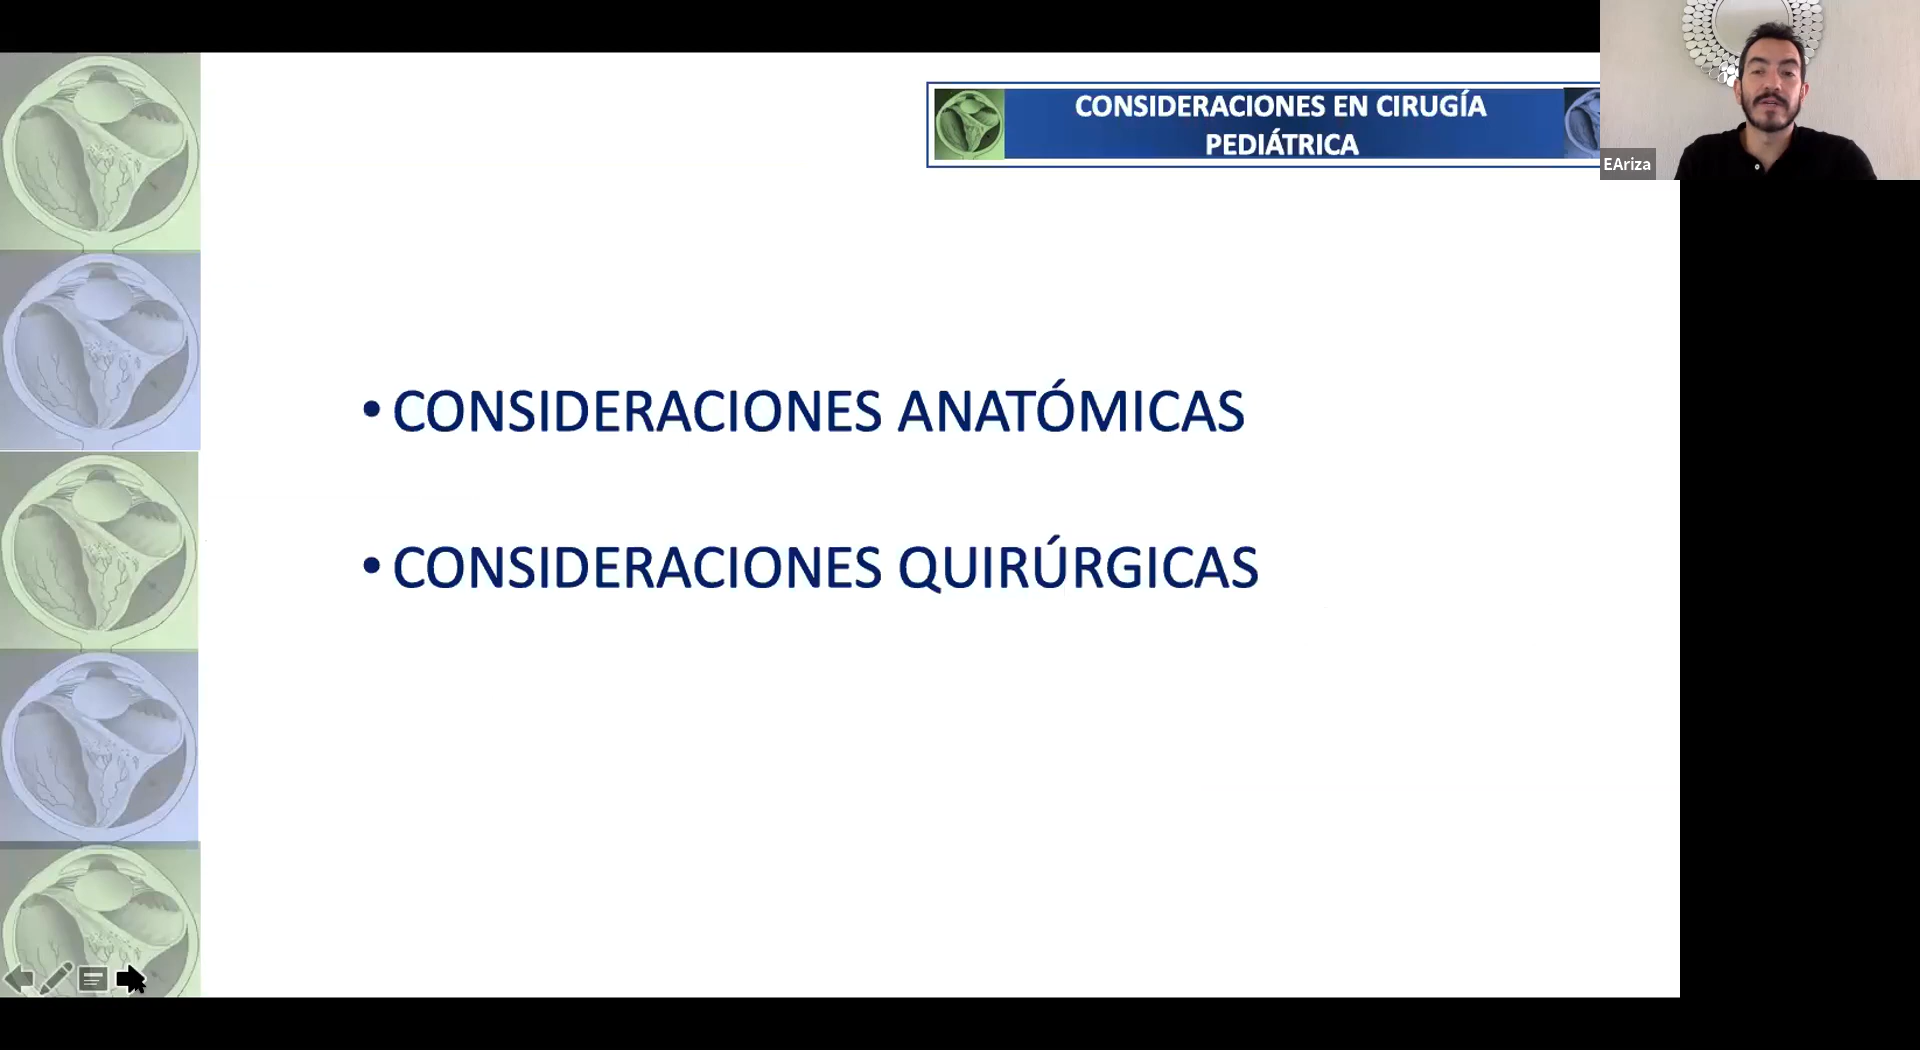 CONSIDERACIONES EN CIRUGÍA
PEDIÁTRICA
EAriza
• CONSIDERACIONES ANATÓMICAS
• CONSIDERACIONES QUIRÚRGICAS